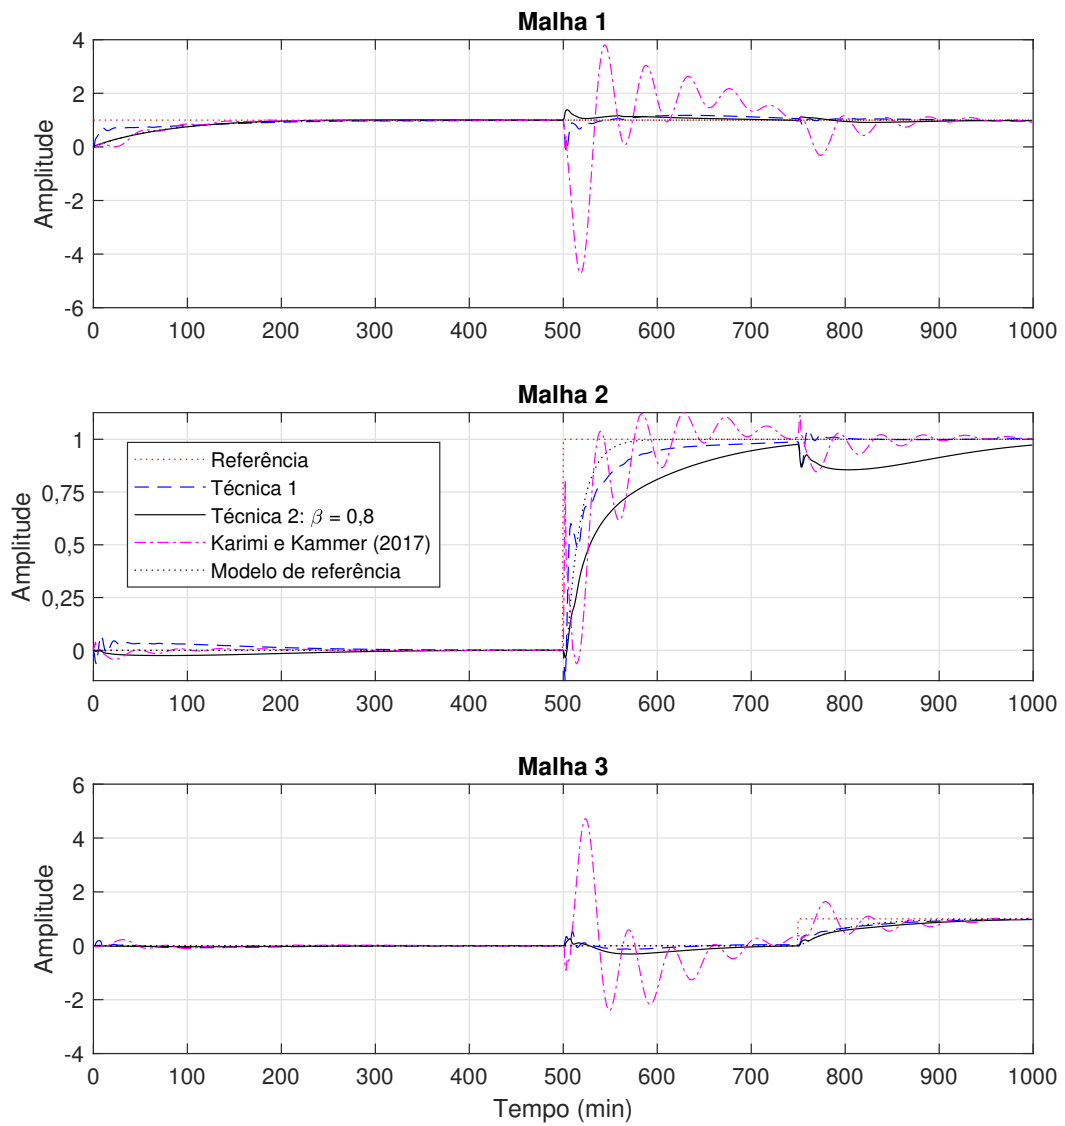 Malha 1
Amplitude
4
2
0
-2
-4
-6
0 100 200 300 400 500 600 700 800 900 1000
Malha 2
Amplitude
1
0,75
0,5
0,25
0
Referência
Técnica 1
Técnica 2: β = 0,8
Karimi e Kammer (2017)
Modelo de referência
0 100 200 300 400 500 600 700 800 900 1000
Malha 3
Amplitude
6
4
2
0
-2
-4
0 100 200 300 400 500 600 700 800 900 1000
Tempo (min)